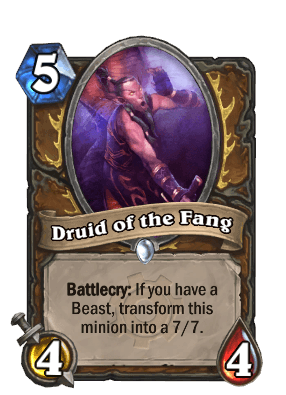 5
Druid of the Fang
Battlecry: If you have a
Beast, transform this
minion into a 7/7.
4
4